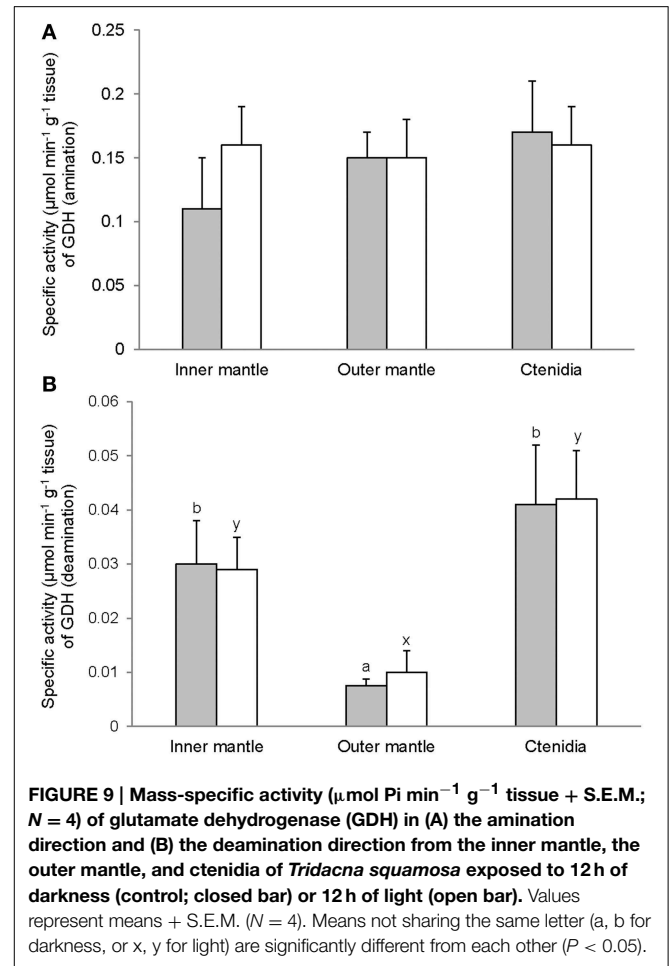 A
Specific activity (μmol min⁻¹ g⁻¹ tissue)
of GDH (amination)
0.25
0.2
0.15
0.1
0.05
0
Inner mantle Outer mantle Ctenidia
B
Specific activity (μmol min⁻¹ g⁻¹ tissue)
of GDH (deamination)
0.06
0.05
0.04
0.03
0.02
0.01
0
b y a x b y
Inner mantle Outer mantle Ctenidia
FIGURE 9 | Mass-specific activity (μmol Pi min⁻¹ g⁻¹ tissue + S.E.M.;
N = 4) of glutamate dehydrogenase (GDH) in (A) the amination
direction and (B) the deamination direction from the inner mantle, the
outer mantle, and ctenidia of Tridacna squamosa exposed to 12 h of
darkness (control; closed bar) or 12 h of light (open bar). Values
represent means + S.E.M. (N = 4). Means not sharing the same letter (a, b for
darkness, or x, y for light) are significantly different from each other (P < 0.05).